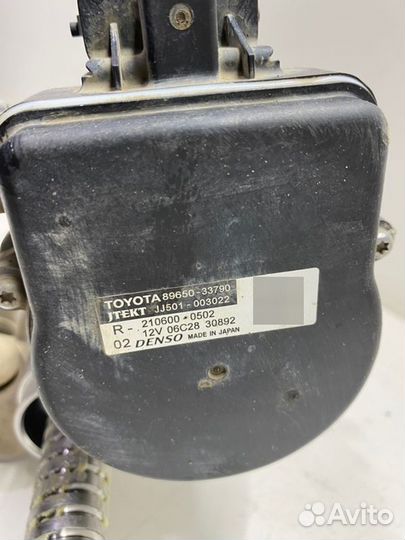 TOYOTA 89650-33790
JTEKT JJ501-003022
R- 210600-0502
12V 06C28 30892
02 DENSO MADE IN JAPAN
Avito